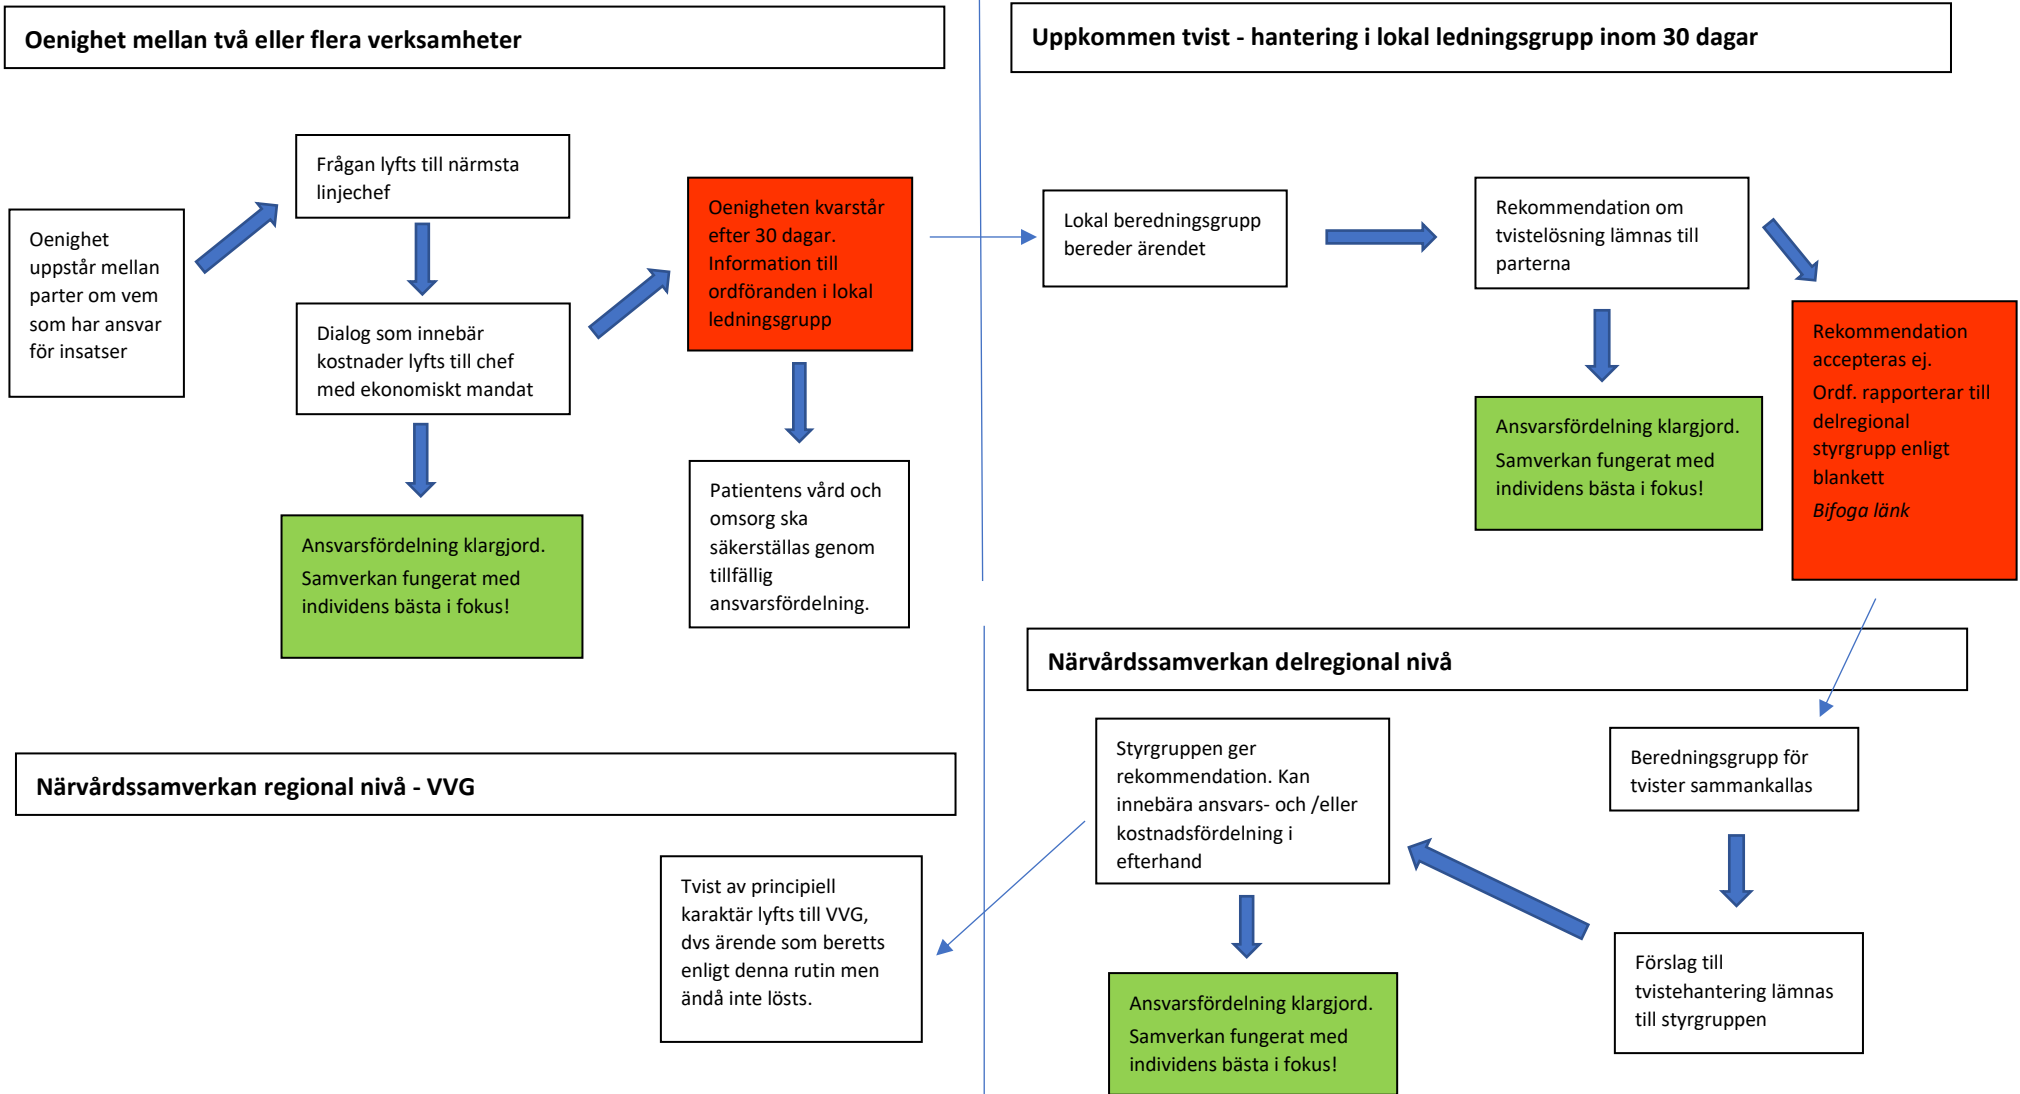 Oenighet mellan två eller flera verksamheter
Oenighet
uppstår mellan
parter om vem
som har ansvar
för insatser
Frågan lyfts till närmsta
linjechef
Dialog som innebär
kostnader lyfts till chef
med ekonomiskt mandat
Ansvarsfördelning klargjord.
Samverkan fungerat med
individens bästa i fokus!
Oenigheten kvarstår
efter 30 dagar.
Information till
ordföranden i lokal
ledningsgrupp
Patientens vård och
omsorg ska
säkerställas genom
tillfällig
ansvarsfördelning.
Uppkommen tvist - hantering i lokal ledningsgrupp inom 30 dagar
Lokal beredningsgrupp
bereder ärendet
Rekommendation om
tvistelösning lämnas till
parterna
Ansvarsfördelning klargjord.
Samverkan fungerat med
individens bästa i fokus!
Rekommendation
accepteras ej.
Ordf. rapporterar till
delregional
styrgrupp enligt
blankett
Bifoga länk
Närvårdssamverkan delregional nivå
Beredningsgrupp för
tvister sammankallas
Förslag till
tvistehantering lämnas
till styrgruppen
Styrgruppen ger
rekommendation. Kan
innebära ansvars- och /eller
kostnadsfördelning i
efterhand
Ansvarsfördelning klargjord.
Samverkan fungerat med
individens bästa i fokus!
Närvårdssamverkan regional nivå - VVG
Tvist av principiell
karaktär lyfts till VVG,
dvs ärende som beretts
enligt denna rutin men
ändå inte lösts.